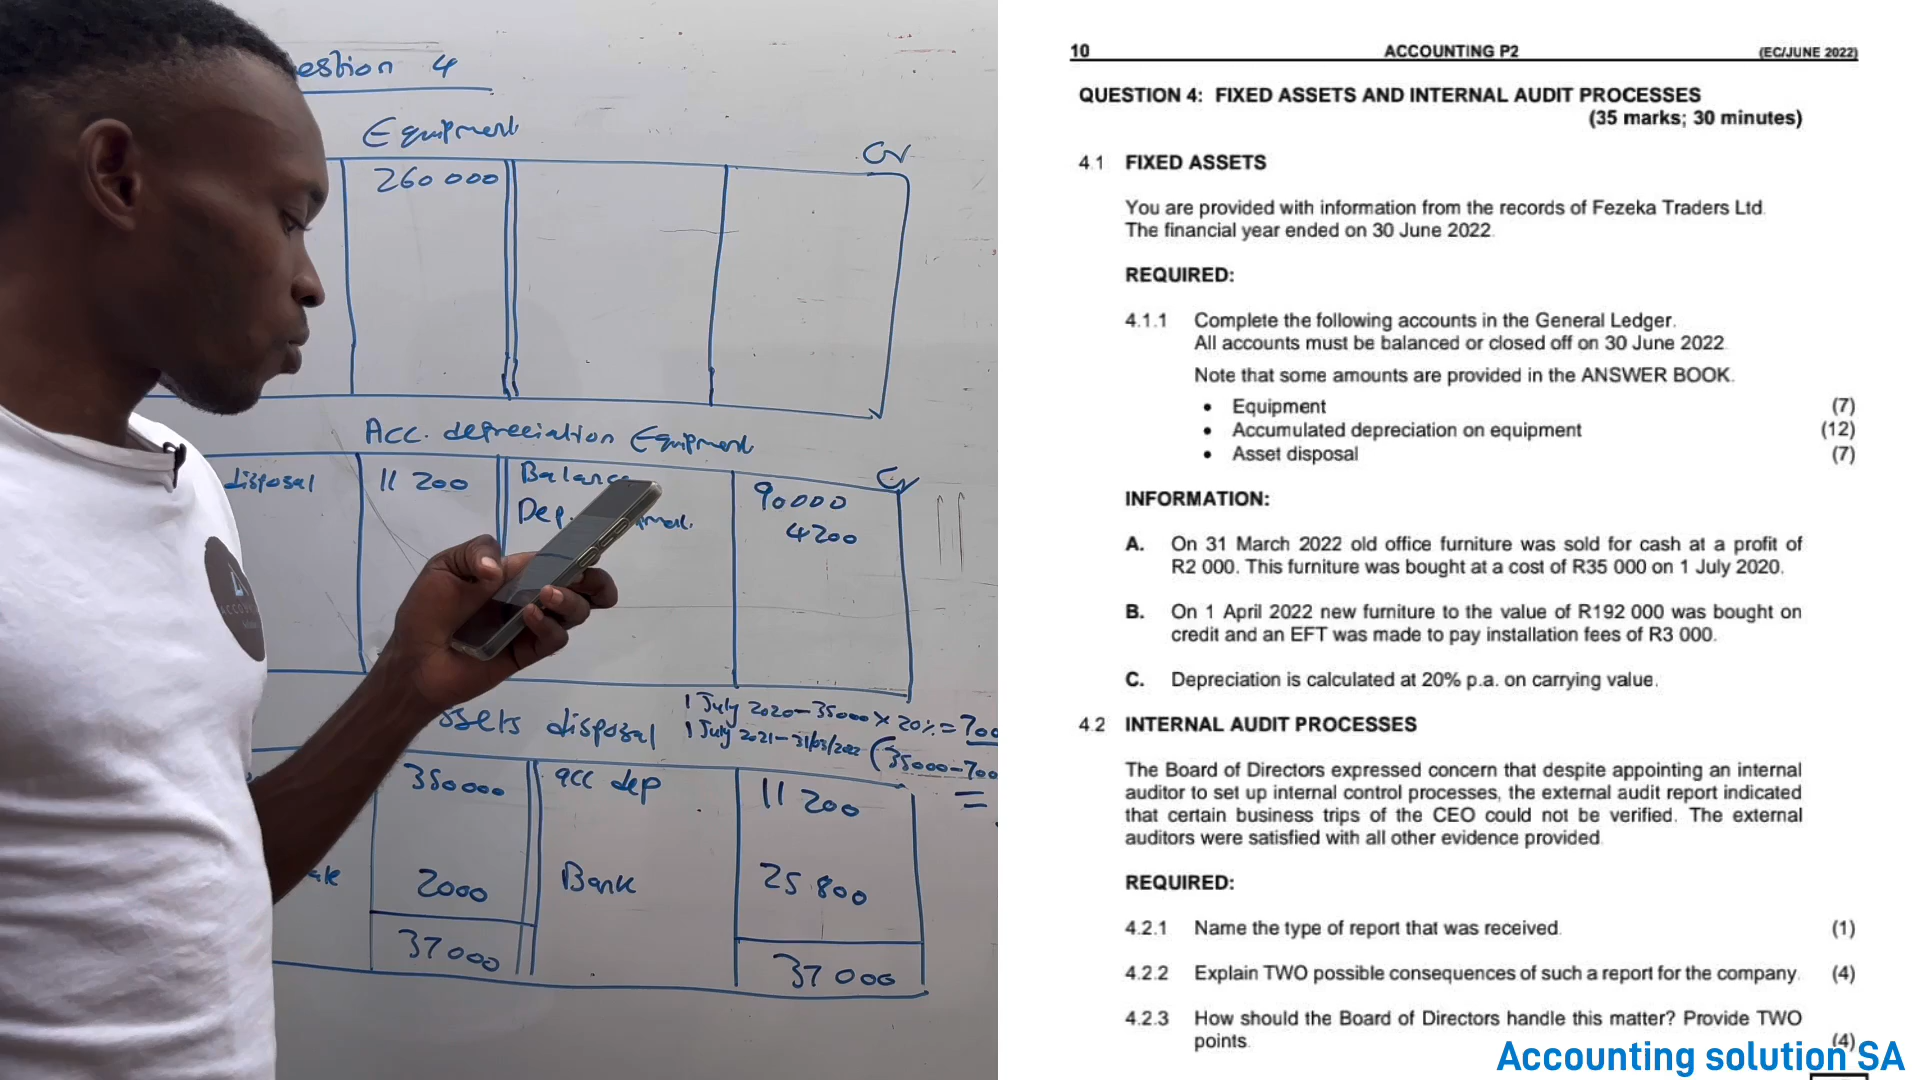 estion 4
Equipment
Cr
260 000
Acc. depreciation Equipment
Cr
disposal 11 200 Balance 90000
Dep. 4200
1 July 2020 - 35000 × 20% = 700
1 July 2021 - 31/03/2022 (35000 - 700
=
ssets disposal
350000 acc dep 11 200
2000 Bank 25 800
37 000 37 000
10 ACCOUNTING P2 (EC/JUNE 2022)
QUESTION 4: FIXED ASSETS AND INTERNAL AUDIT PROCESSES
(35 marks; 30 minutes)
4.1 FIXED ASSETS
You are provided with information from the records of Fezeka Traders Ltd.
The financial year ended on 30 June 2022.
REQUIRED:
4.1.1 Complete the following accounts in the General Ledger.
All accounts must be balanced or closed off on 30 June 2022.
Note that some amounts are provided in the ANSWER BOOK.
• Equipment (7)
• Accumulated depreciation on equipment (12)
• Asset disposal (7)
INFORMATION:
A. On 31 March 2022 old office furniture was sold for cash at a profit of
R2 000. This furniture was bought at a cost of R35 000 on 1 July 2020.
B. On 1 April 2022 new furniture to the value of R192 000 was bought on
credit and an EFT was made to pay installation fees of R3 000.
C. Depreciation is calculated at 20% p.a. on carrying value.
4.2 INTERNAL AUDIT PROCESSES
The Board of Directors expressed concern that despite appointing an internal
auditor to set up internal control processes, the external audit report indicated
that certain business trips of the CEO could not be verified. The external
auditors were satisfied with all other evidence provided.
REQUIRED:
4.2.1 Name the type of report that was received. (1)
4.2.2 Explain TWO possible consequences of such a report for the company. (4)
4.2.3 How should the Board of Directors handle this matter? Provide TWO
points. (4)
Accounting solution SA